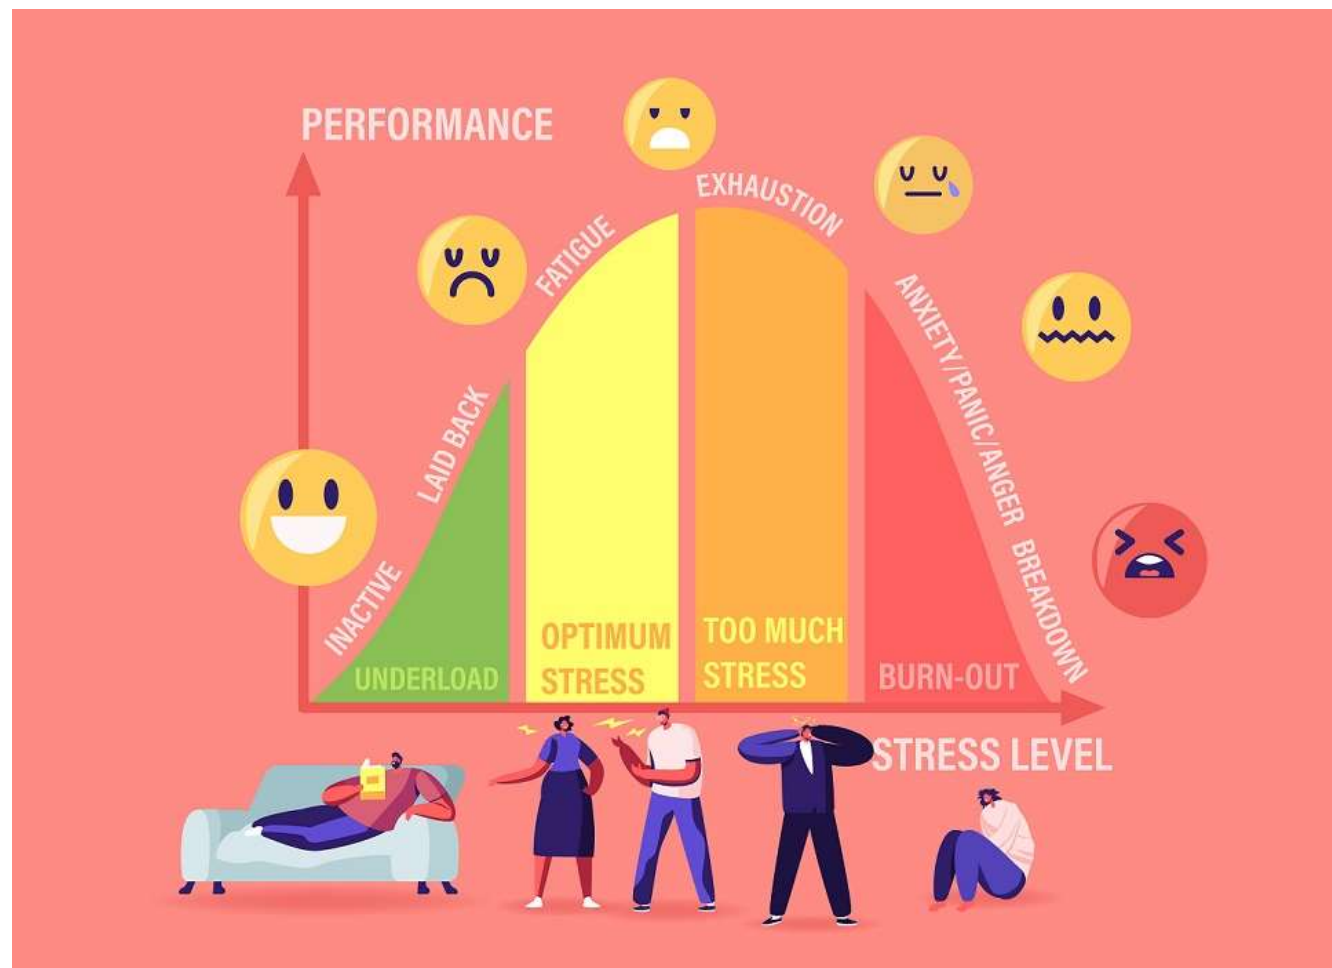 PERFORMANCE
EXHAUSTION
FATIGUE
LAID BACK
INACTIVE
ANXIETY/PANIC/ANGER
BREAKDOWN
UNDERLOAD
OPTIMUM
STRESS
TOO MUCH
STRESS
BURN-OUT
STRESS LEVEL